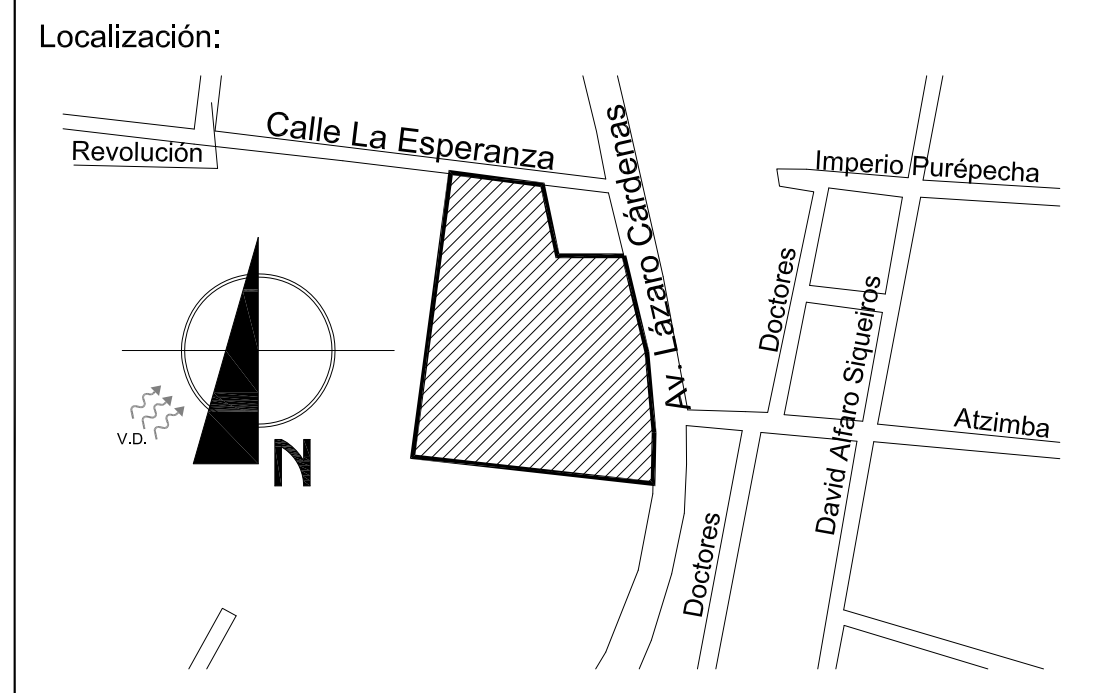 Localización:
Calle La Esperanza
Revolución
Av. Lázaro Cárdenas
Imperio Purépecha
Doctores
David Alfaro Siqueiros
Atzimba
V.D.
N
Doctores